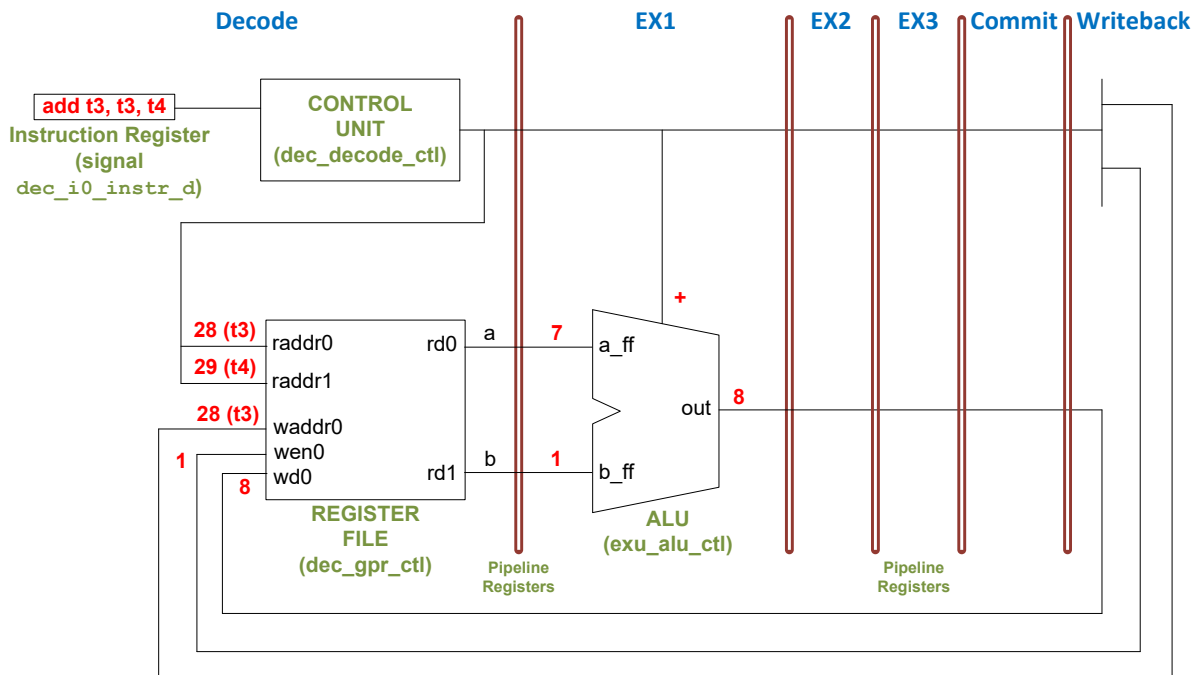 Decode
EX1
EX2
EX3
Commit
Writeback
add t3, t3, t4
Instruction Register
(signal
dec_i0_instr_d)
CONTROL
UNIT
(dec_decode_ctl)
+
28 (t3)
raddr0
rd0
a
7
a_ff
29 (t4)
raddr1
28 (t3)
waddr0
out
8
1
wen0
8
wd0
rd1
b
1
b_ff
REGISTER
FILE
(dec_gpr_ctl)
ALU
(exu_alu_ctl)
Pipeline
Registers
Pipeline
Registers